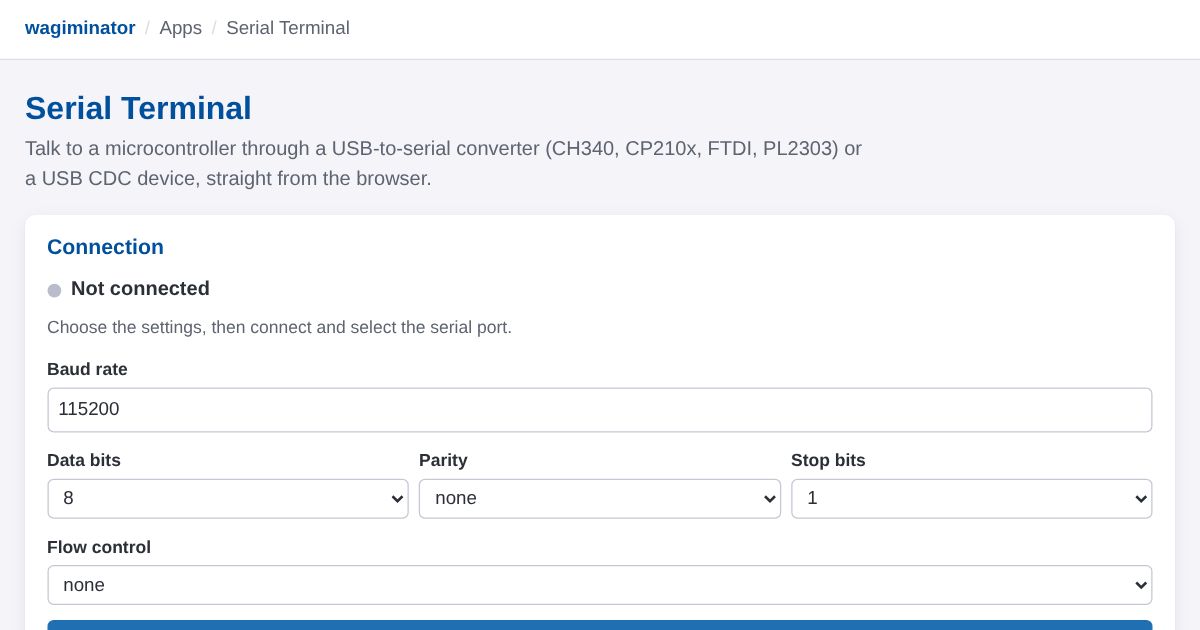 wagiminator / Apps / Serial Terminal
Serial Terminal
Talk to a microcontroller through a USB-to-serial converter (CH340, CP210x, FTDI, PL2303) or
a USB CDC device, straight from the browser.
Connection
Not connected
Choose the settings, then connect and select the serial port.
Baud rate
115200
Data bits Parity Stop bits
8 none 1
Flow control
none